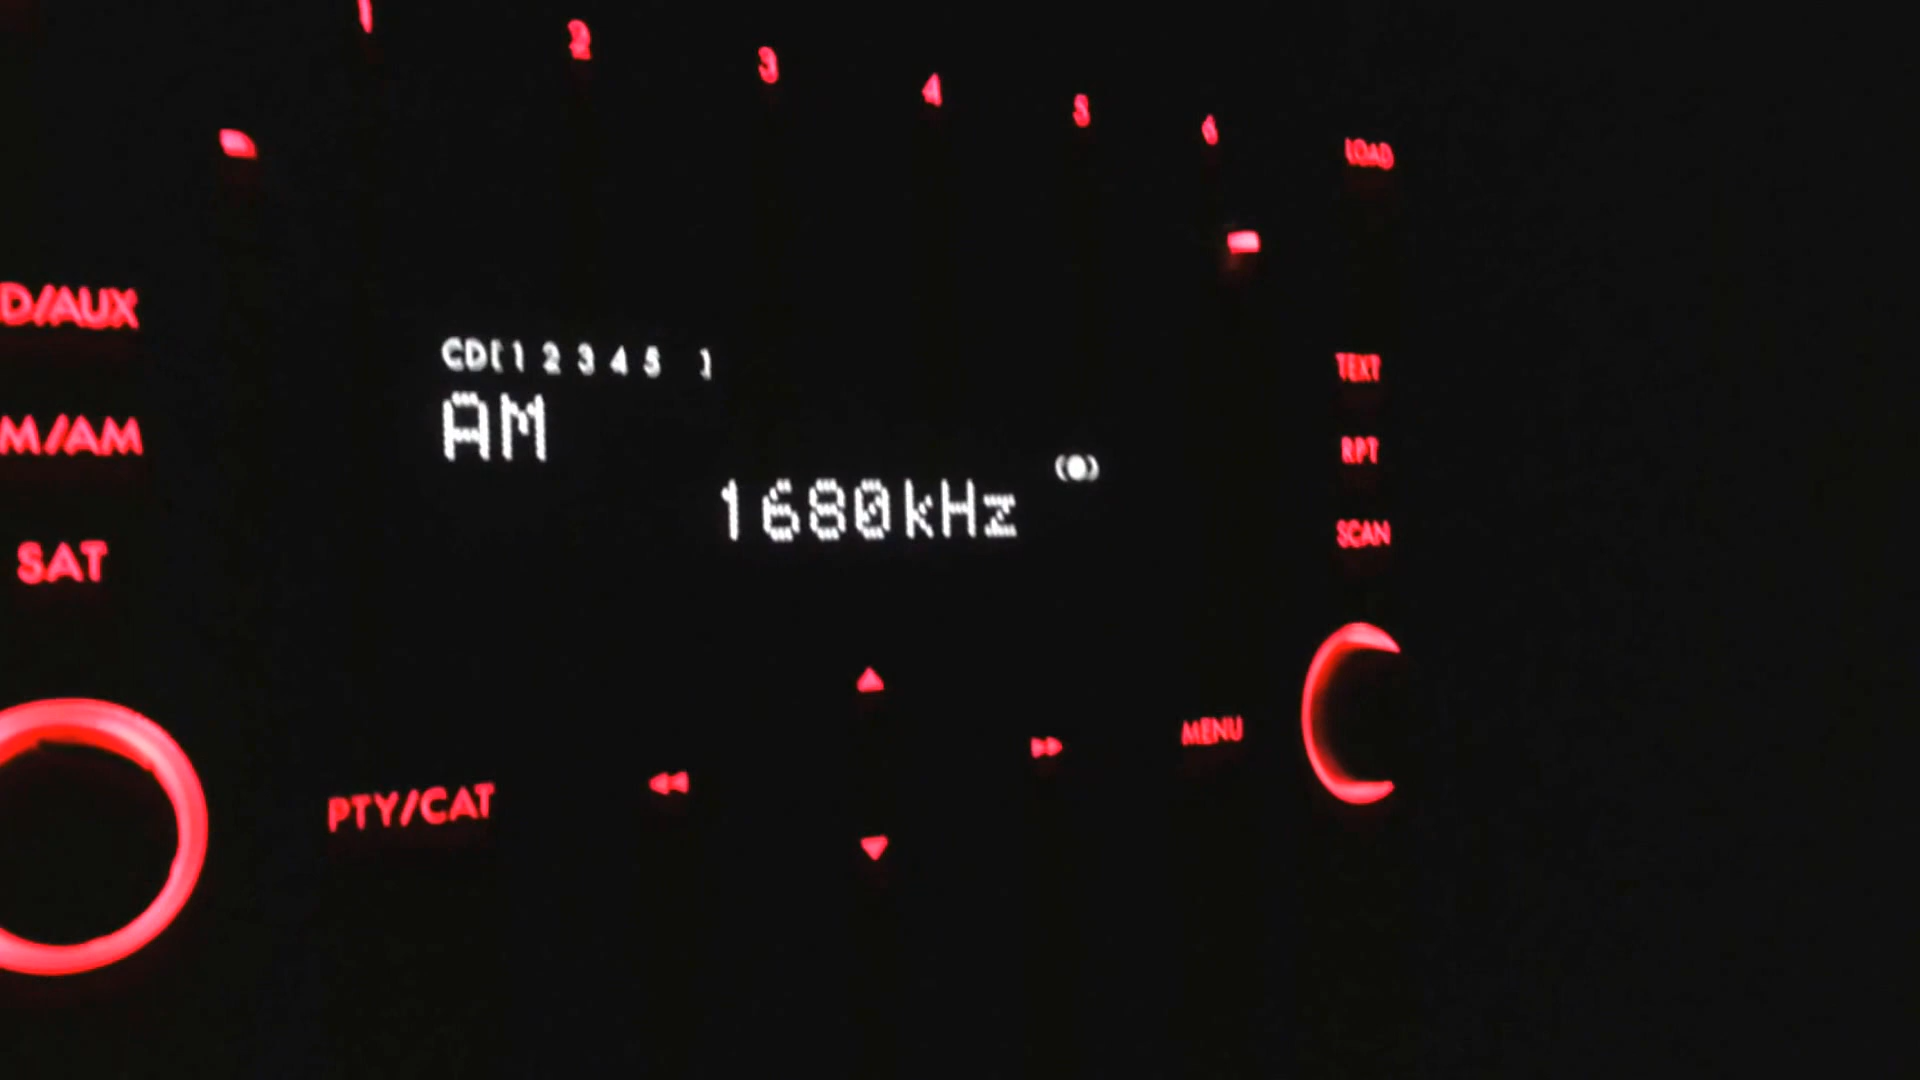 1 2 3 4 5 6
LOAD
D/AUX
CD[1 2 3 4 5 ]
TEXT
AM
M/AM
RPT
1680kHz
SCAN
SAT
MENU
PTY/CAT